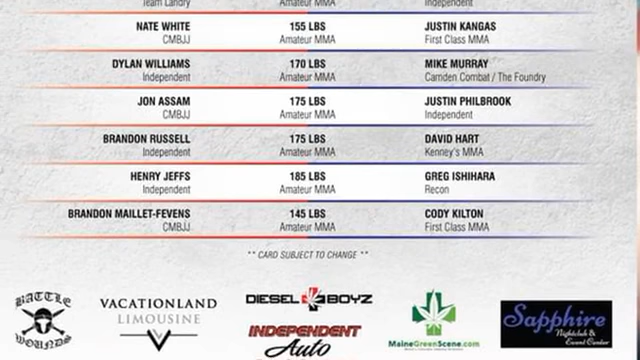 Team Landry Amateur MMA Independent
NATE WHITE 155 LBS JUSTIN KANGAS
CMBJJ Amateur MMA First Class MMA
DYLAN WILLIAMS 170 LBS MIKE MURRAY
Independent Amateur MMA Camden Combat / The Foundry
JON ASSAM 175 LBS JUSTIN PHILBROOK
CMBJJ Amateur MMA Independent
BRANDON RUSSELL 175 LBS DAVID HART
Independent Amateur MMA Kenney's MMA
HENRY JEFFS 185 LBS GREG ISHIHARA
Independent Amateur MMA Recon
BRANDON MAILLET-FEVENS 145 LBS CODY KILTON
CMBJJ Amateur MMA First Class MMA
** CARD SUBJECT TO CHANGE **
BATTLE
WOUNDS
VACATIONLAND
LIMOUSINE
DIESEL BOYZ
INDEPENDENT
Auto
MaineGreenScene.com
Sapphire
Nightclub &
Event Center